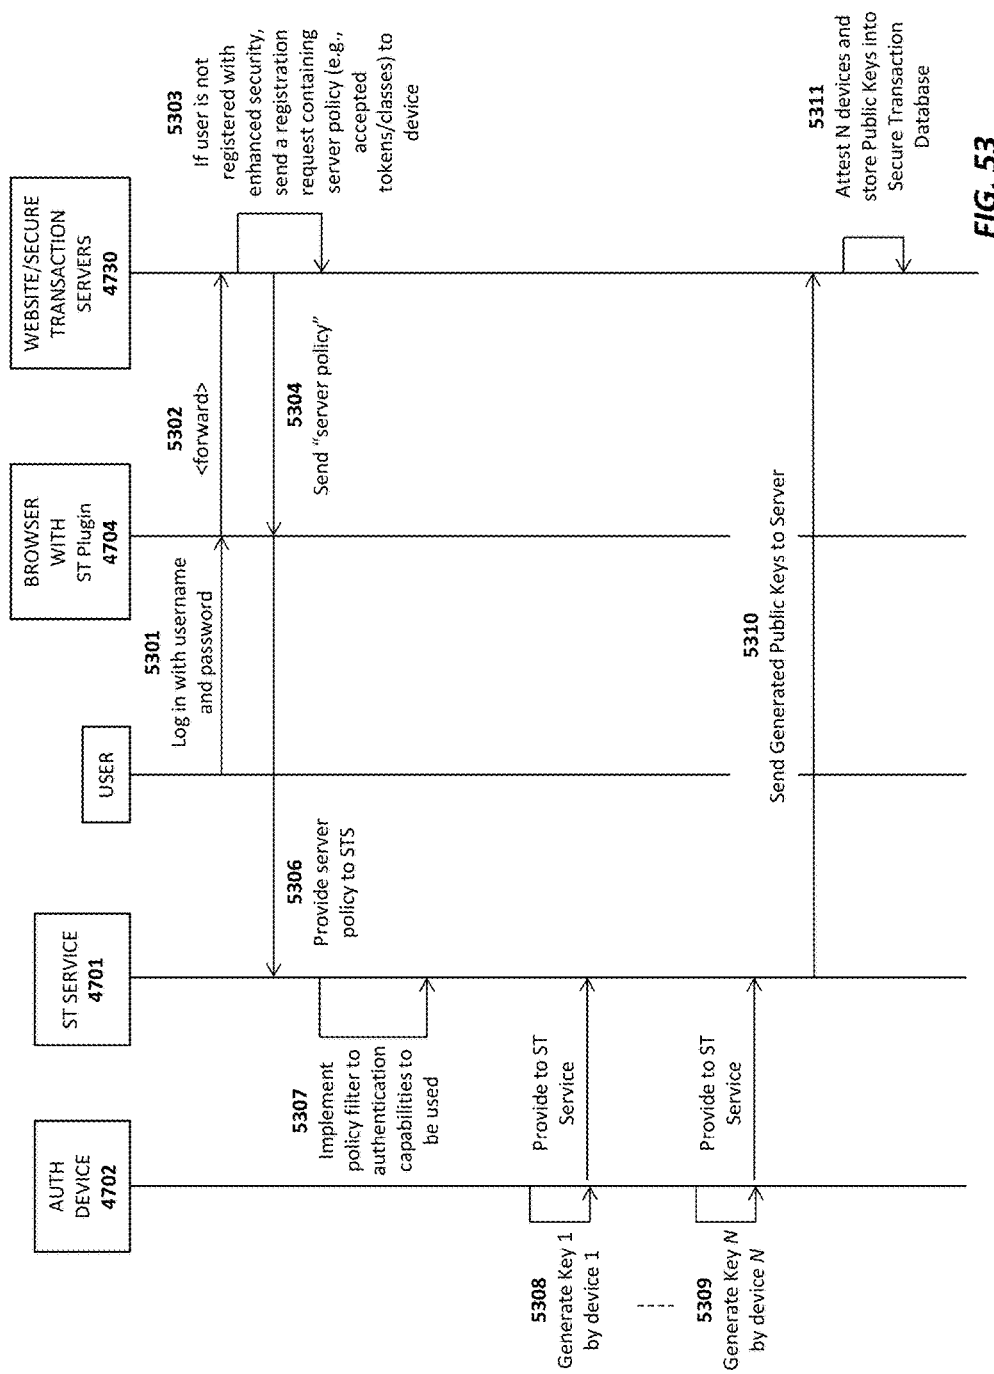 AUTH
DEVICE
4702
ST SERVICE
4701
USER
BROWSER
WITH
ST Plugin
4704
WEBSITE/SECURE
TRANSACTION
SERVERS
4730
5301
Log in with username
and password
5302
<forward>
5303
If user is not
registered with
enhanced security,
send a registration
request containing
server policy (e.g.,
accepted
tokens/classes) to
device
5304
Send “server policy”
5306
Provide server
policy to STS
5307
Implement
policy filter to
authentication
capabilities to
be used
5308
Generate Key 1
by device 1
Provide to ST
Service
5309
Generate Key N
by device N
Provide to ST
Service
5310
Send Generated Public Keys to Server
5311
Attest N devices and
store Public Keys into
Secure Transaction
Database
FIG. 53